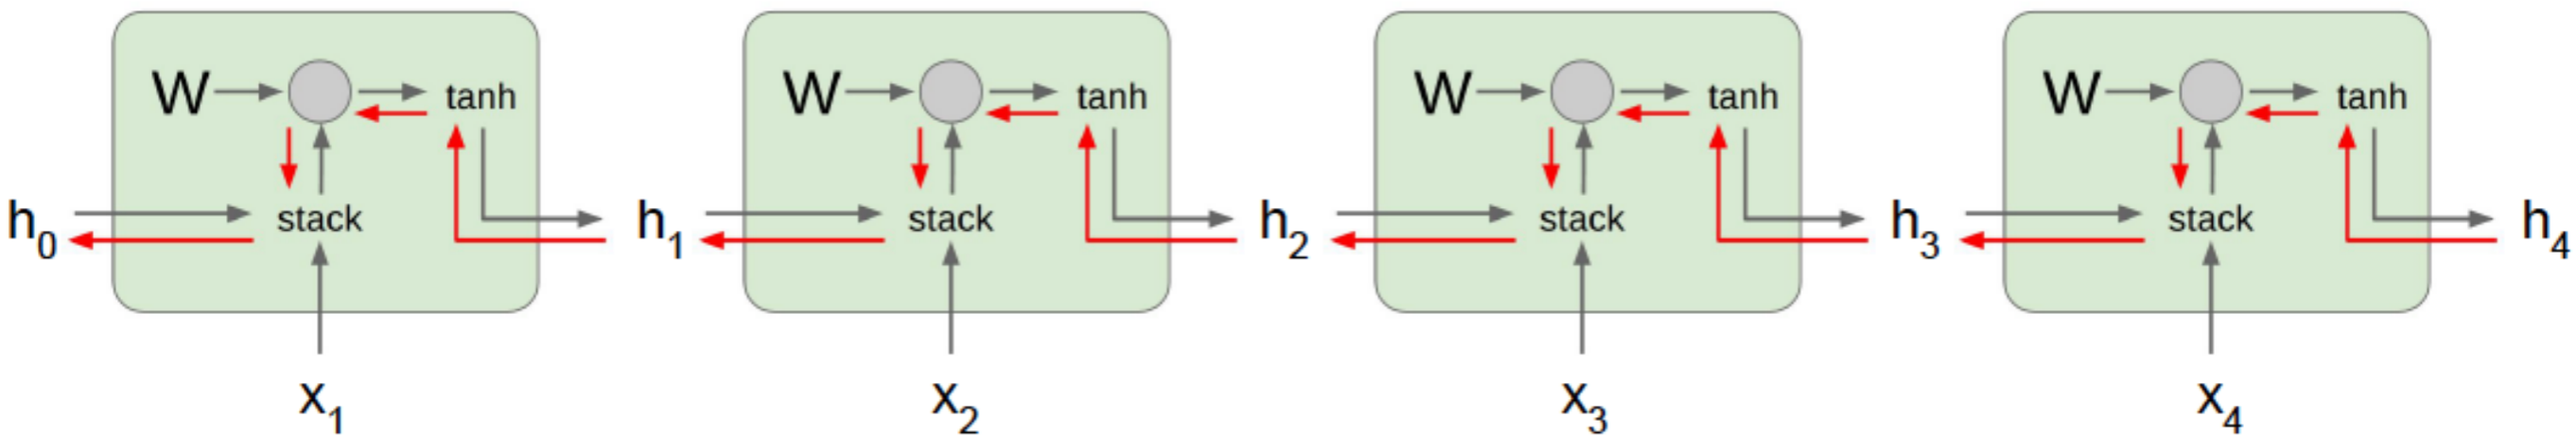 W tanh W tanh W tanh W tanh
h₀ stack h₁ stack h₂ stack h₃ stack h₄
x₁ x₂ x₃ x₄